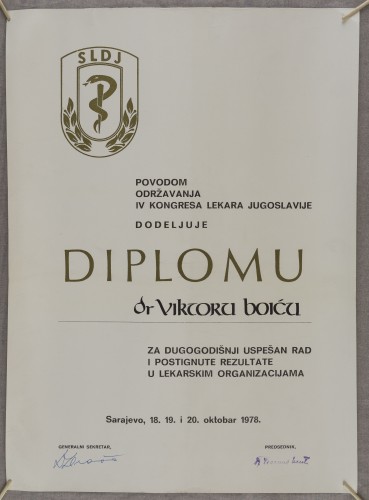 SLDJ
POVODOM
ODRŽAVANJA
IV KONGRESA LEKARA JUGOSLAVIJE
DODELJUJE
DIPLOMU
dr Viktoru Boiću
ZA DUGOGODIŠNJI USPEŠAN RAD
I POSTIGNUTE REZULTATE
U LEKARSKIM ORGANIZACIJAMA
Sarajevo, 18. 19. i 20. oktobar 1978.
GENERALNI SEKRETAR,
PREDSEDNIK,